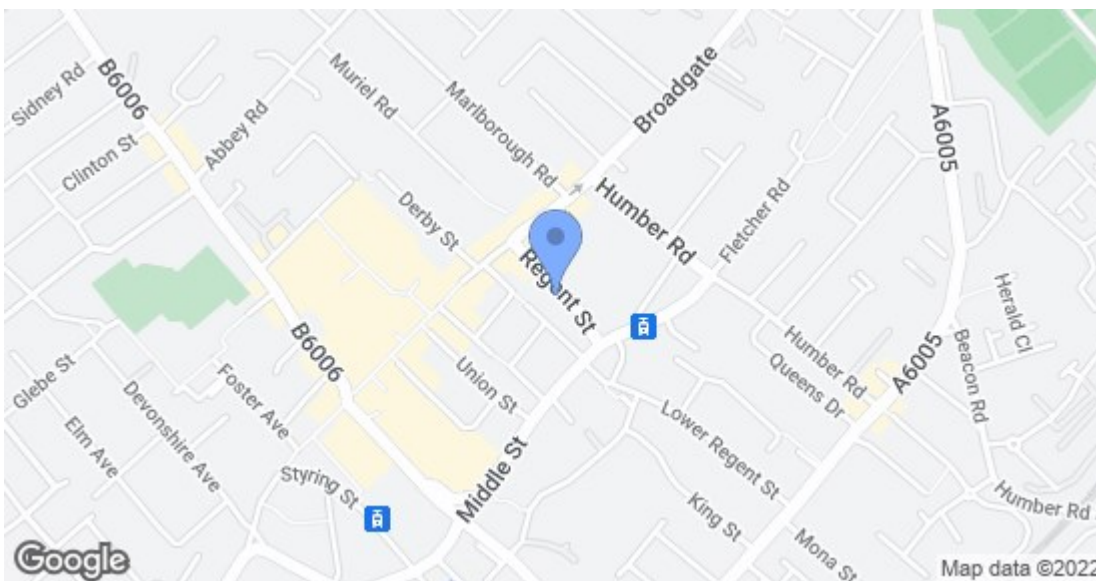 Sidney Rd
B6006
Clinton St
Abbey Rd
Muriel Rd
Marlborough Rd
Broadgate
A6005
Derby St
Humber Rd
Fletcher Rd
Regent St
B6006
Union St
Humber Rd
Queens Dr
A6005
Herald Cl
Beacon Rd
Glebe St
Elm Ave
Devonshire Ave
Foster Ave
Styring St
Middle St
Lower Regent St
King St
Mona St
Humber Rd
Google
Map data ©2022